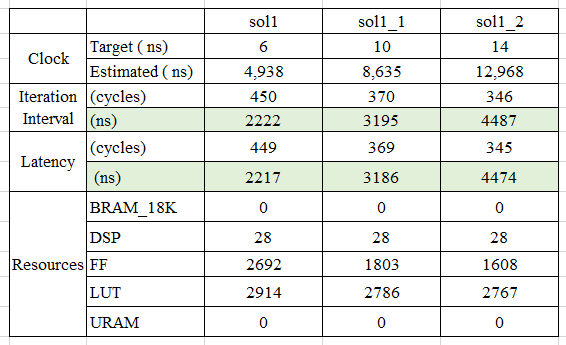 sol1 sol1_1 sol1_2
Clock Target ( ns) 6 10 14
Estimated ( ns) 4,938 8,635 12,968
Iteration Interval (cycles) 450 370 346
(ns) 2222 3195 4487
Latency (cycles) 449 369 345
(ns) 2217 3186 4474
Resources BRAM_18K 0 0 0
DSP 28 28 28
FF 2692 1803 1608
LUT 2914 2786 2767
URAM 0 0 0